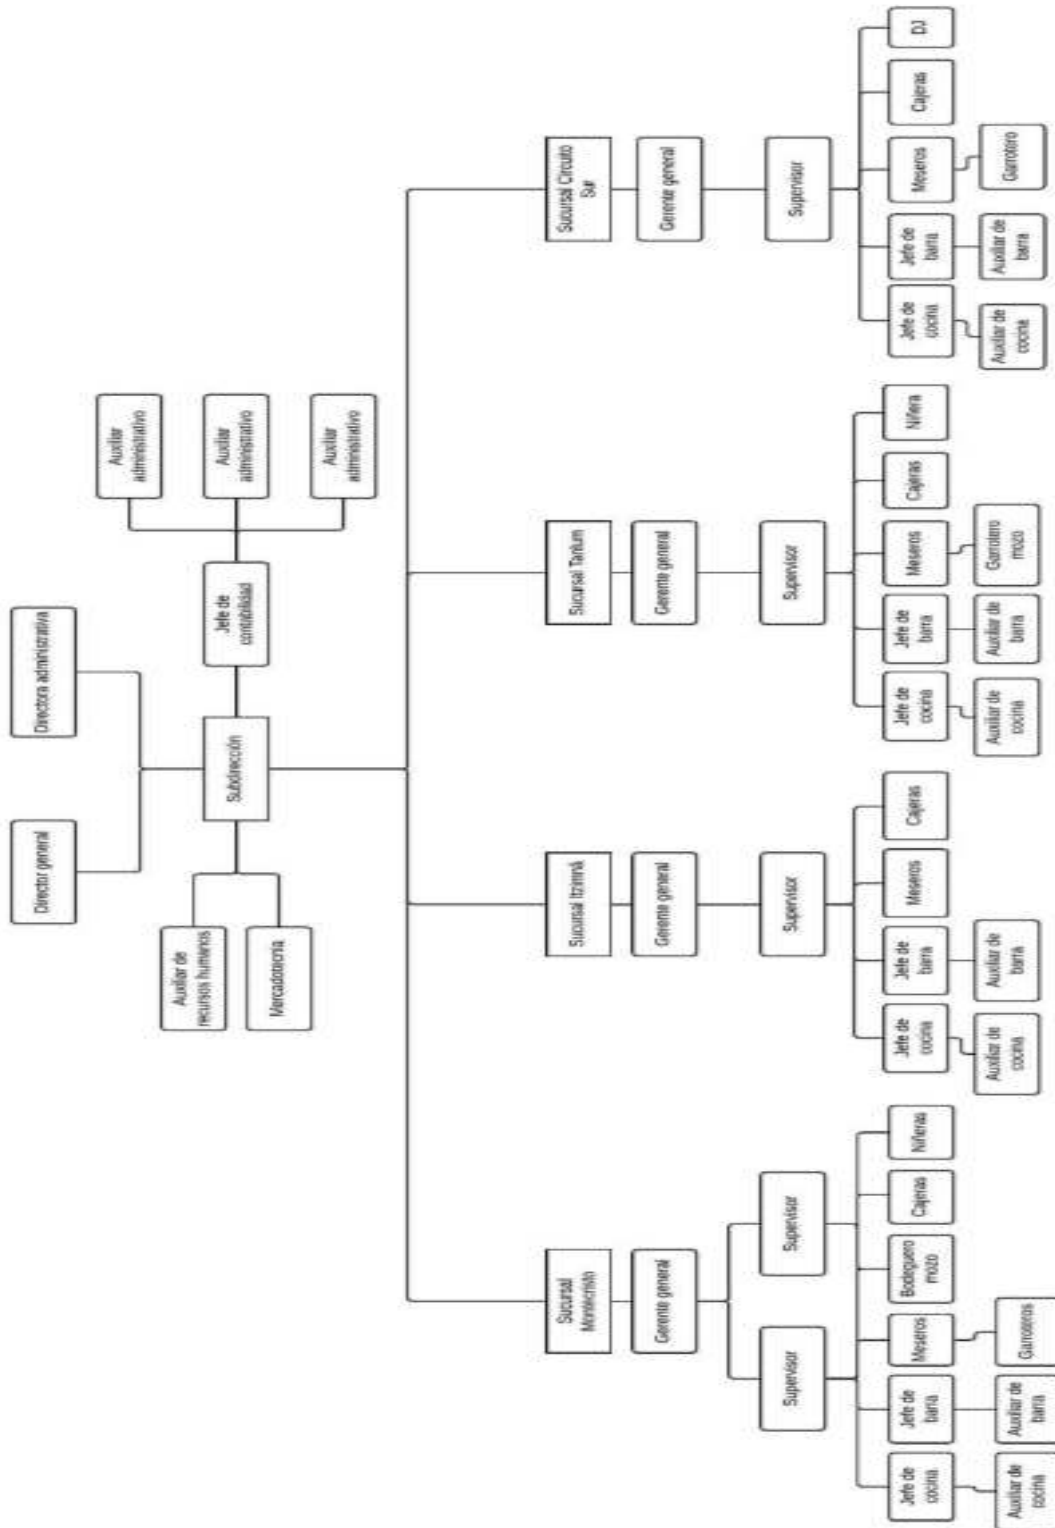 Director general
Directora administrativa
Auxiliar de
recursos humanos
Mercadotecnia
Subdirección
Jefe de
contabilidad
Auxiliar
administrativo
Auxiliar
administrativo
Auxiliar
administrativo
Sucursal
Montecristo
Sucursal Itzimná
Sucursal Tanlum
Sucursal Circuito
Sur
Gerente general
Gerente general
Gerente general
Gerente general
Supervisor
Supervisor
Supervisor
Supervisor
Supervisor
Jefe de
cocina
Jefe de
barra
Meseros
Bodeguero
mozo
Cajeras
Niñeras
Jefe de
cocina
Jefe de
barra
Meseros
Cajeras
Jefe de
cocina
Jefe de
barra
Meseros
Cajeras
Niñera
Jefe de
cocina
Jefe de
barra
Meseros
Cajeras
DJ
Auxiliar de
cocina
Auxiliar de
barra
Garroteros
Auxiliar de
cocina
Auxiliar de
barra
Auxiliar de
cocina
Auxiliar de
barra
Garrotero
mozo
Auxiliar de
cocina
Auxiliar de
barra
Garrotero